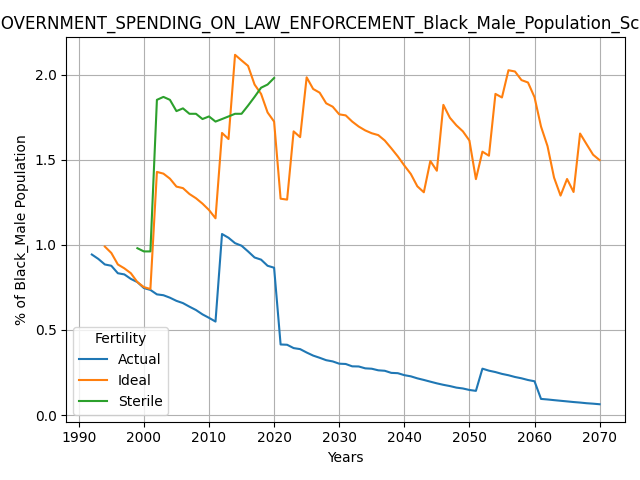 OVERNMENT_SPENDING_ON_LAW_ENFORCEMENT_Black_Male_Population_Sc
% of Black_Male Population
2.0
1.5
1.0
0.5
0.0
Fertility
Actual
Ideal
Sterile
1990 2000 2010 2020 2030 2040 2050 2060 2070
Years